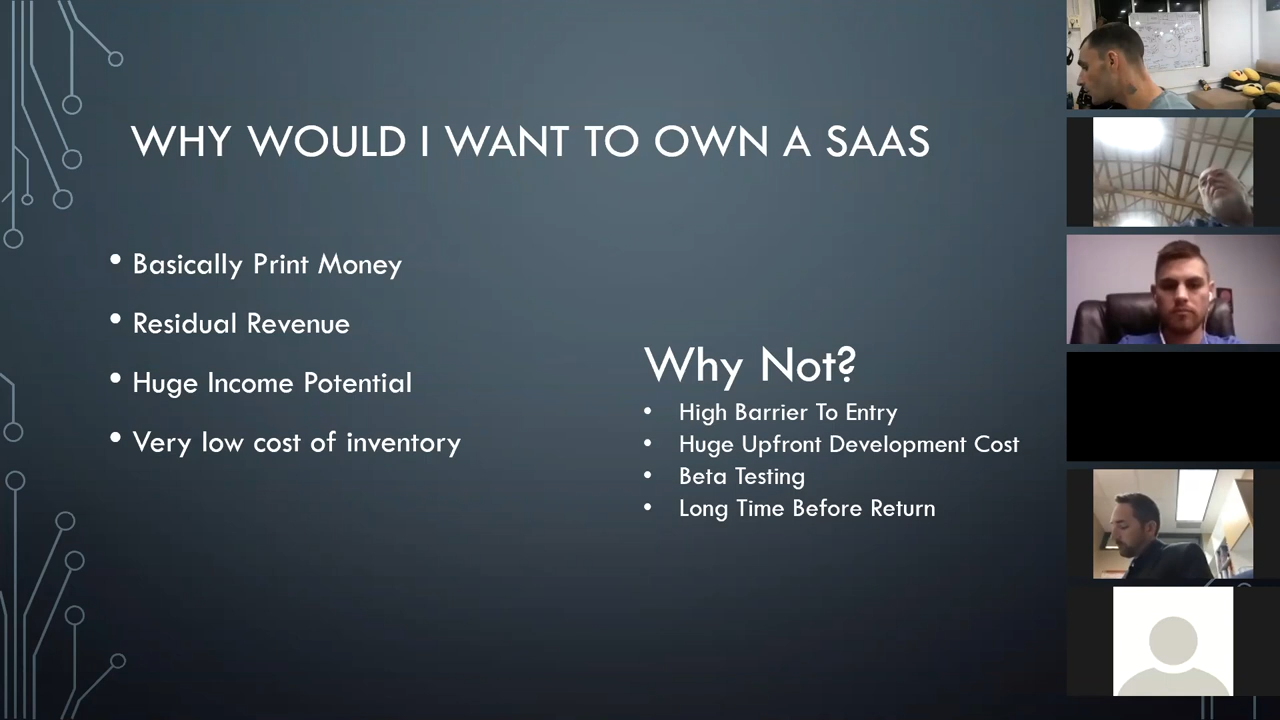 WHY WOULD I WANT TO OWN A SAAS
• Basically Print Money
• Residual Revenue
• Huge Income Potential
• Very low cost of inventory
Why Not?
• High Barrier To Entry
• Huge Upfront Development Cost
• Beta Testing
• Long Time Before Return